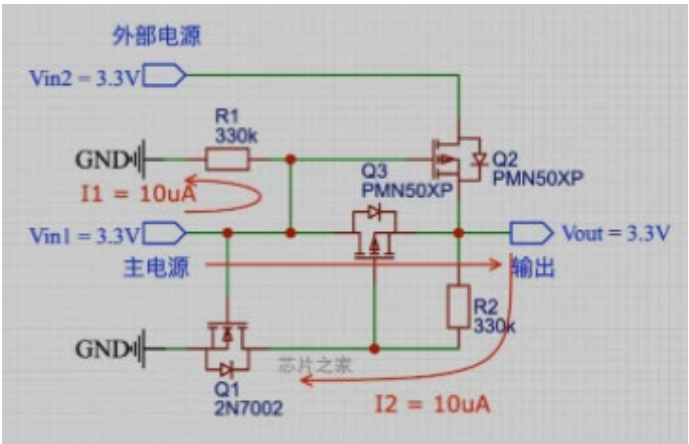 外部电源
Vin2 = 3.3V
R1
330k
GND
Q2
PMN50XP
Q3
PMN50XP
I1 = 10uA
Vin1 = 3.3V
Vout = 3.3V
主电源
输出
R2
330k
GND
芯片之家
Q1
2N7002
I2 = 10uA